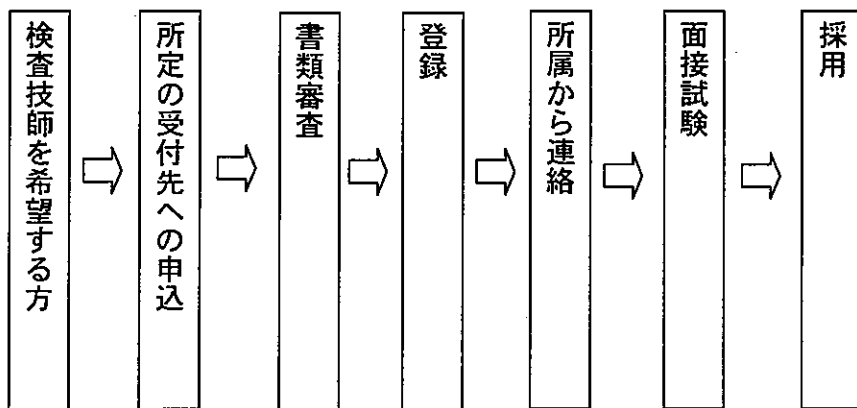 検査技師を希望する方
所定の受付先への申込
書類審査
登録
所属から連絡
面接試験
採用